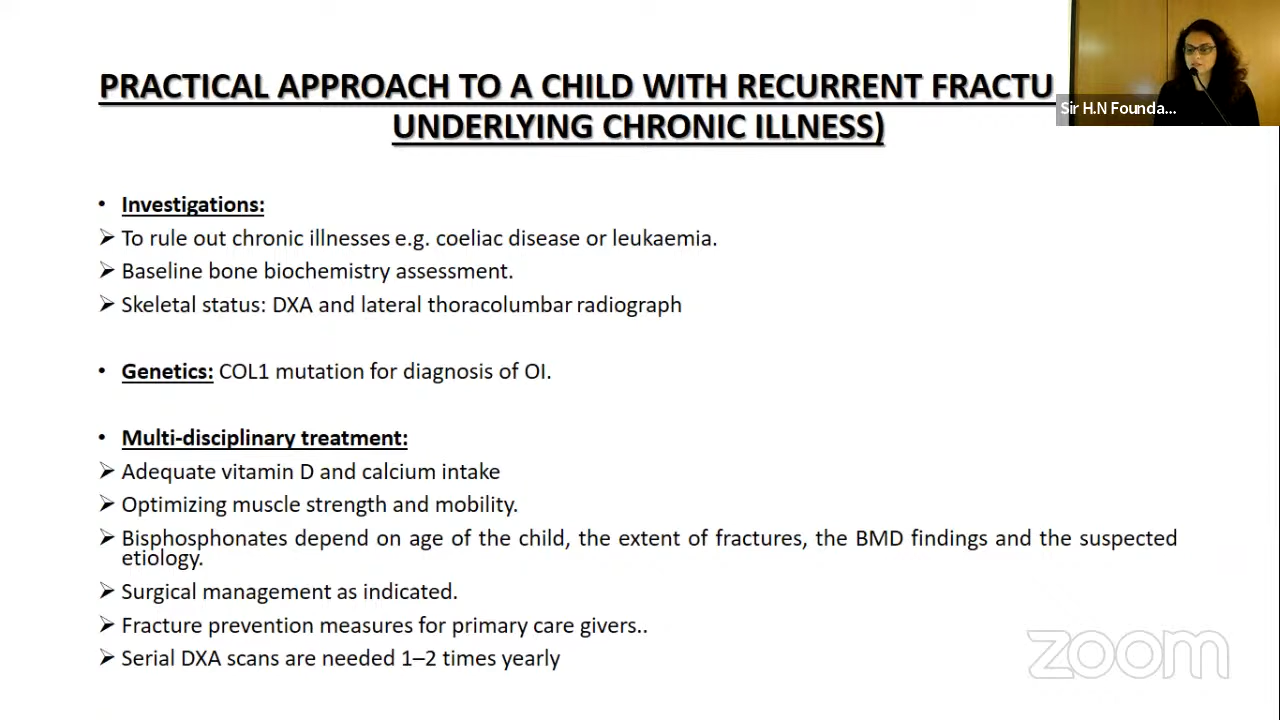 PRACTICAL APPROACH TO A CHILD WITH RECURRENT FRACTU
UNDERLYING CHRONIC ILLNESS)
Sir H.N Founda...
• Investigations:
➢ To rule out chronic illnesses e.g. coeliac disease or leukaemia.
➢ Baseline bone biochemistry assessment.
➢ Skeletal status: DXA and lateral thoracolumbar radiograph
• Genetics: COL1 mutation for diagnosis of OI.
• Multi-disciplinary treatment:
➢ Adequate vitamin D and calcium intake
➢ Optimizing muscle strength and mobility.
➢ Bisphosphonates depend on age of the child, the extent of fractures, the BMD findings and the suspected
etiology.
➢ Surgical management as indicated.
➢ Fracture prevention measures for primary care givers..
➢ Serial DXA scans are needed 1–2 times yearly
zoom